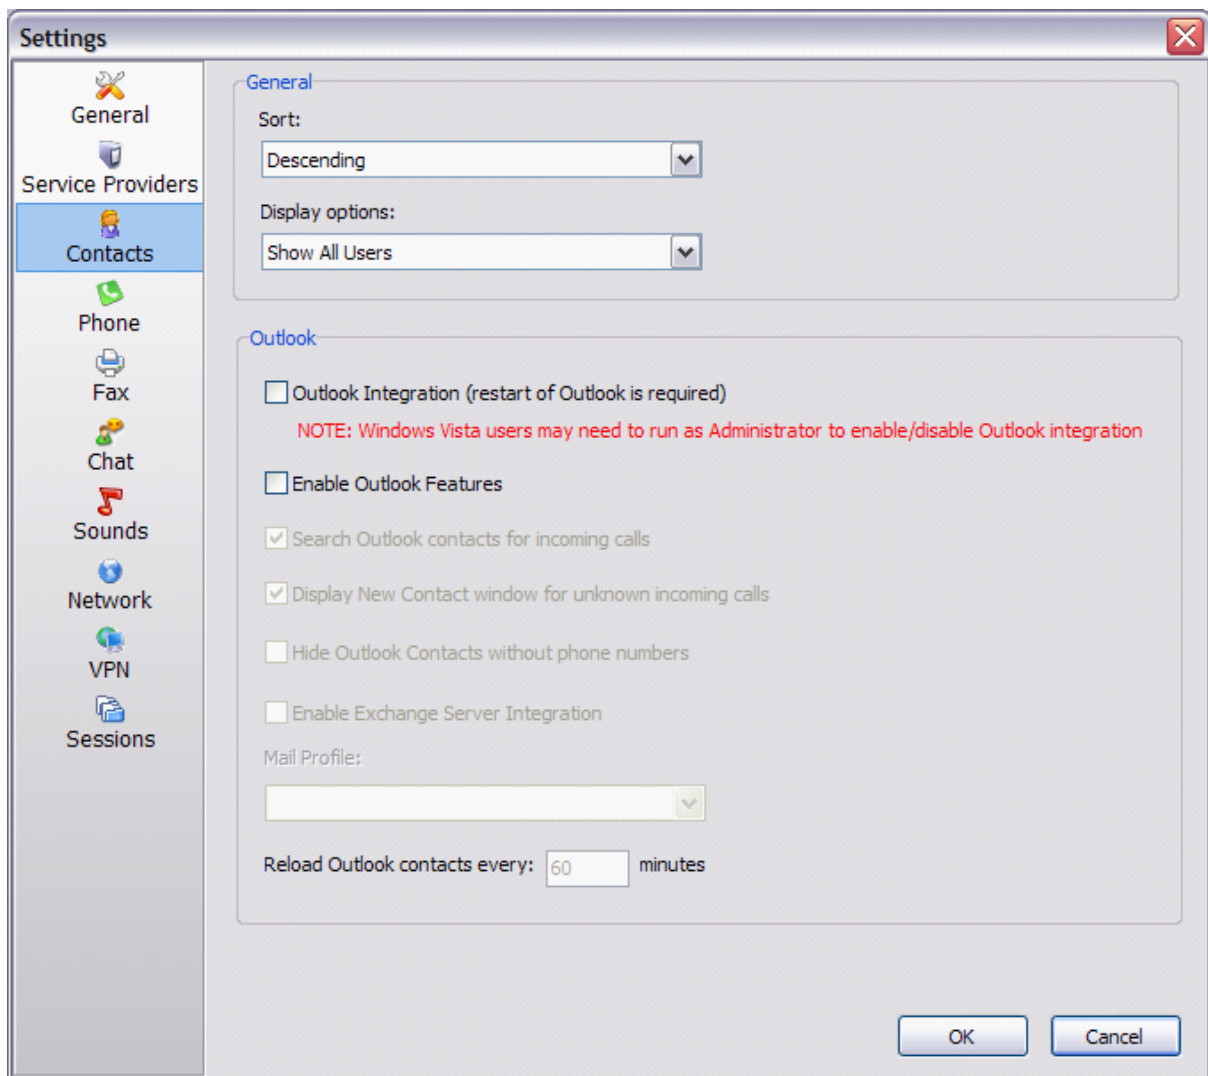 Settings
General
Service Providers
Contacts
Phone
Fax
Chat
Sounds
Network
VPN
Sessions
General
Sort:
Descending
Display options:
Show All Users
Outlook
Outlook Integration (restart of Outlook is required)
NOTE: Windows Vista users may need to run as Administrator to enable/disable Outlook integration
Enable Outlook Features
Search Outlook contacts for incoming calls
Display New Contact window for unknown incoming calls
Hide Outlook Contacts without phone numbers
Enable Exchange Server Integration
Mail Profile:
Reload Outlook contacts every: 60 minutes
OK Cancel